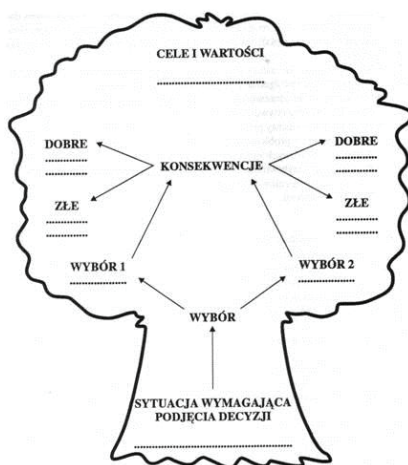 CELE I WARTOŚCI
DOBRE
DOBRE
KONSEKWENCJE
ZŁE
ZŁE
WYBÓR 1
WYBÓR 2
WYBÓR
SYTUACJA WYMAGAJĄCA
PODJĘCIA DECYZJI